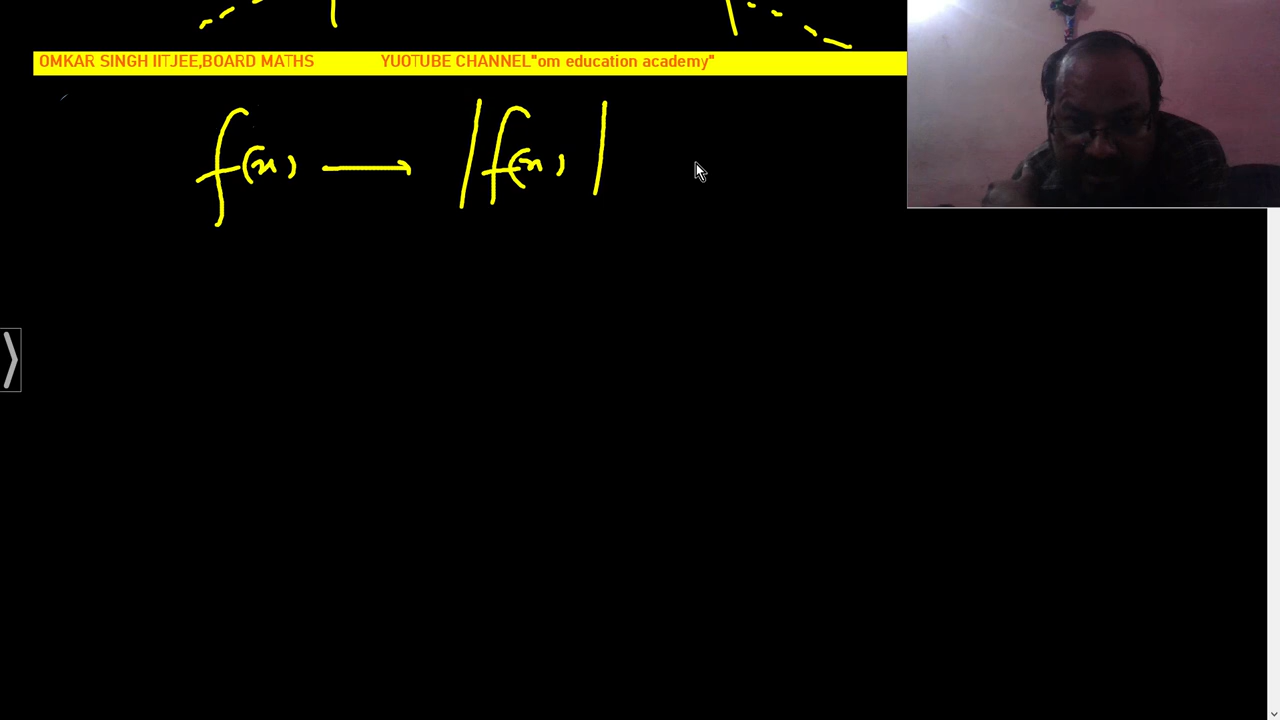 OMKAR SINGH IITJEE,BOARD MATHS YUOTUBE CHANNEL"om education academy"
f(x) ⟶ |f(x)|